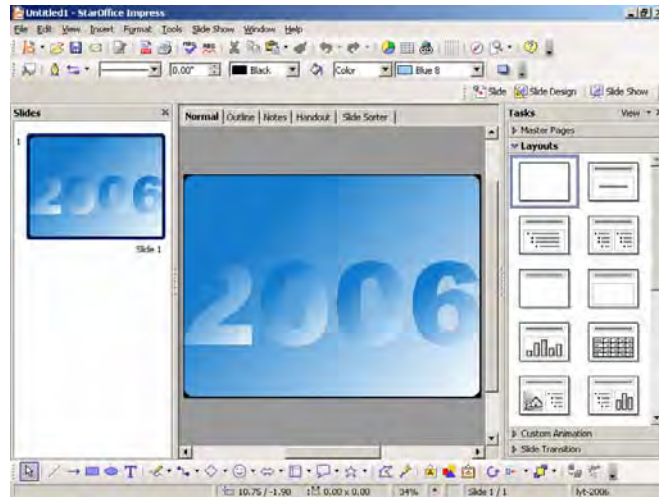 Untitled1 - StarOffice Impress
File Edit View Insert Format Tools Slide Show Window Help
0.00" Black Color Blue 8
Slide Slide Design Slide Show
Slides
Normal Outline Notes Handout Slide Sorter
Tasks View
Master Pages
Layouts
1
2006
Slide 1
2006
Custom Animation
Slide Transition
10.75 / -1.90 0.00 x 0.00 34% * Slide 1 / 1 lyt-2006